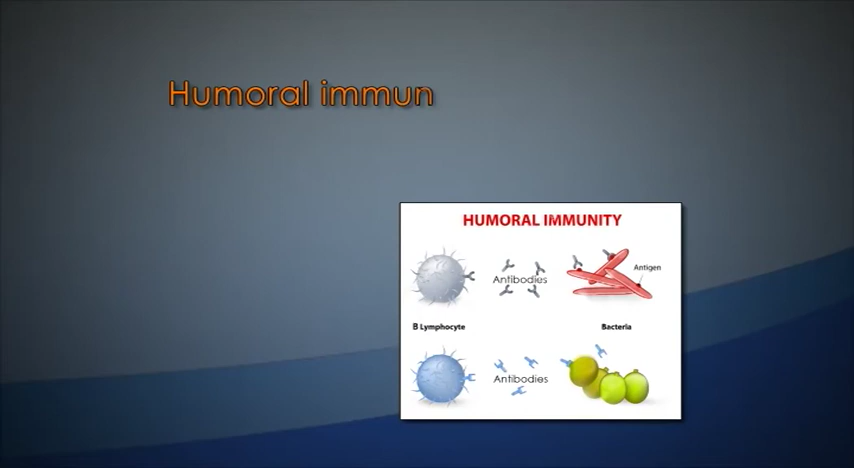 Humoral immun
HUMORAL IMMUNITY
Antigen
Antibodies
B Lymphocyte
Bacteria
Antibodies